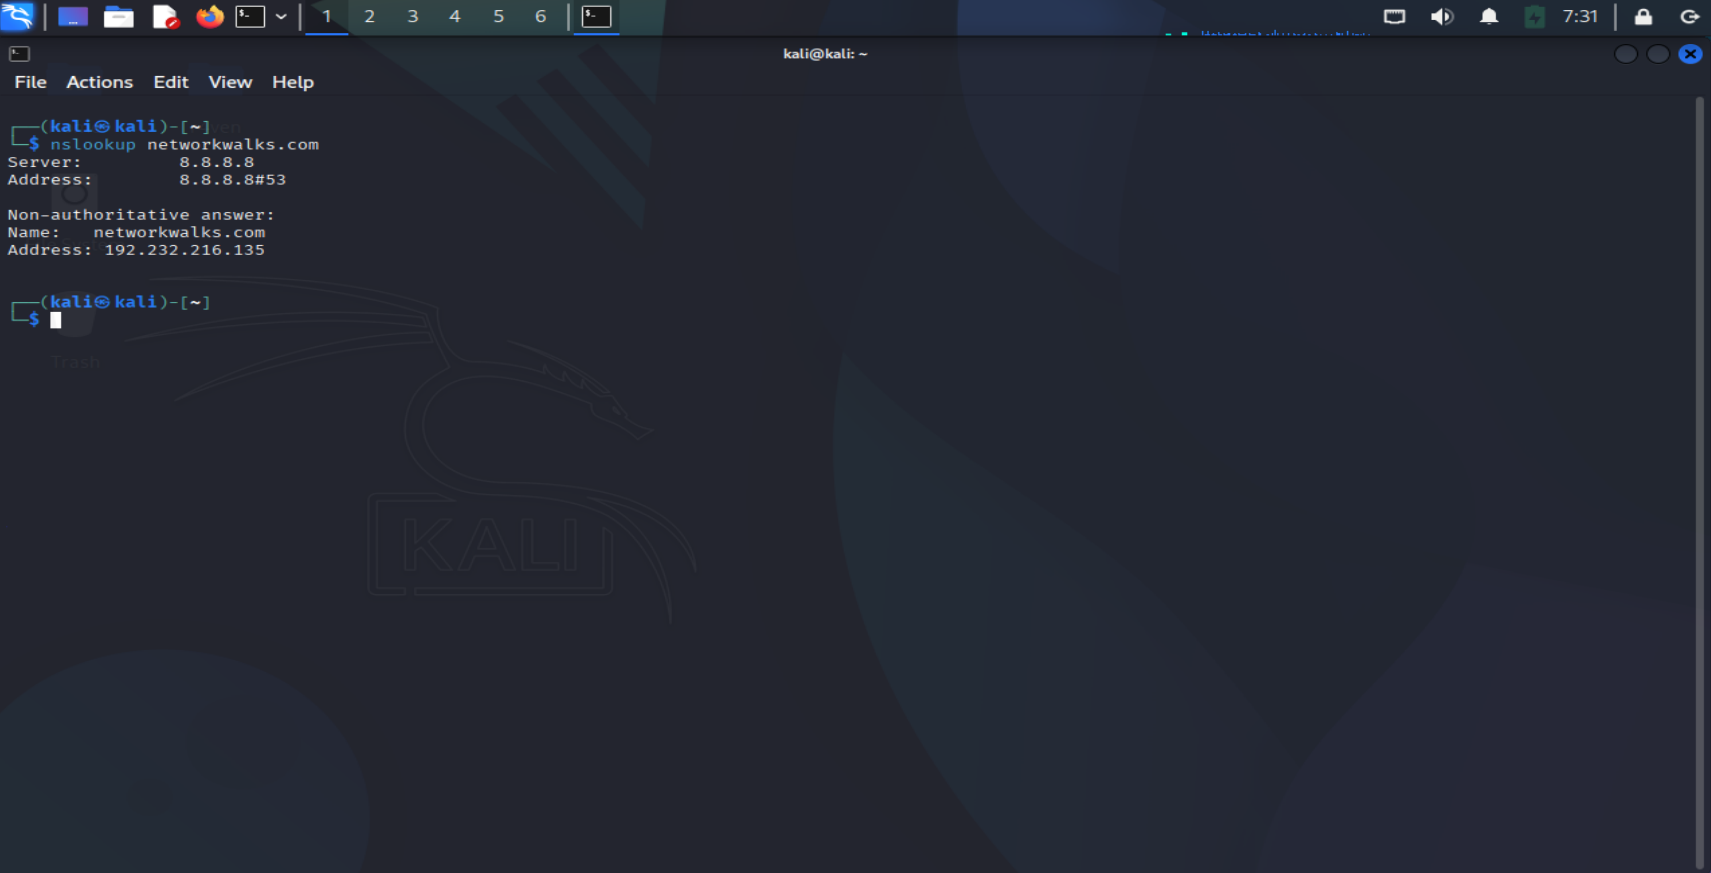 1 2 3 4 5 6 7:31
kali@kali: ~
File Actions Edit View Help
┌──(kali㉿kali)-[~]
└─$ nslookup networkwalks.com
Server: 8.8.8.8
Address: 8.8.8.8#53
Non-authoritative answer:
Name: networkwalks.com
Address: 192.232.216.135
┌──(kali㉿kali)-[~]
└─$
Trash
KALI